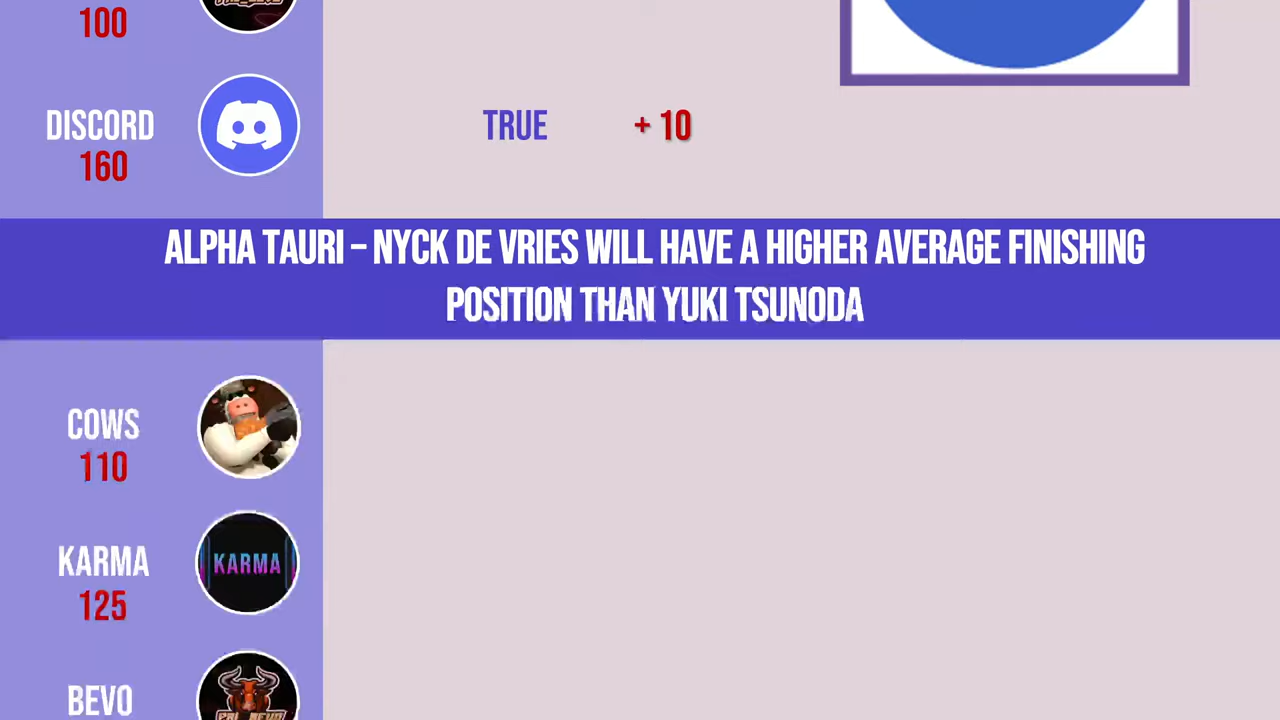 100
DISCORD
160
TRUE
+ 10
ALPHA TAURI – NYCK DE VRIES WILL HAVE A HIGHER AVERAGE FINISHING
POSITION THAN YUKI TSUNODA
COWS
110
KARMA
125
KARMA
BEVO